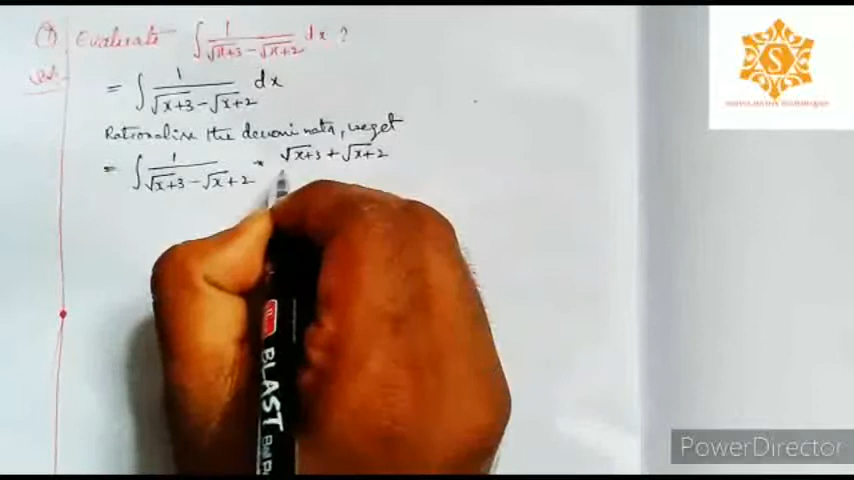 Evaluate ∫ 1/(√x+3 − √x+2) dx ?
Sol:
= ∫ 1/(√x+3 − √x+2) dx
Rationalise the denominator, we get
= ∫ 1/(√x+3 − √x+2) * √x+3 + √x+2
S
BLAST
PowerDirector